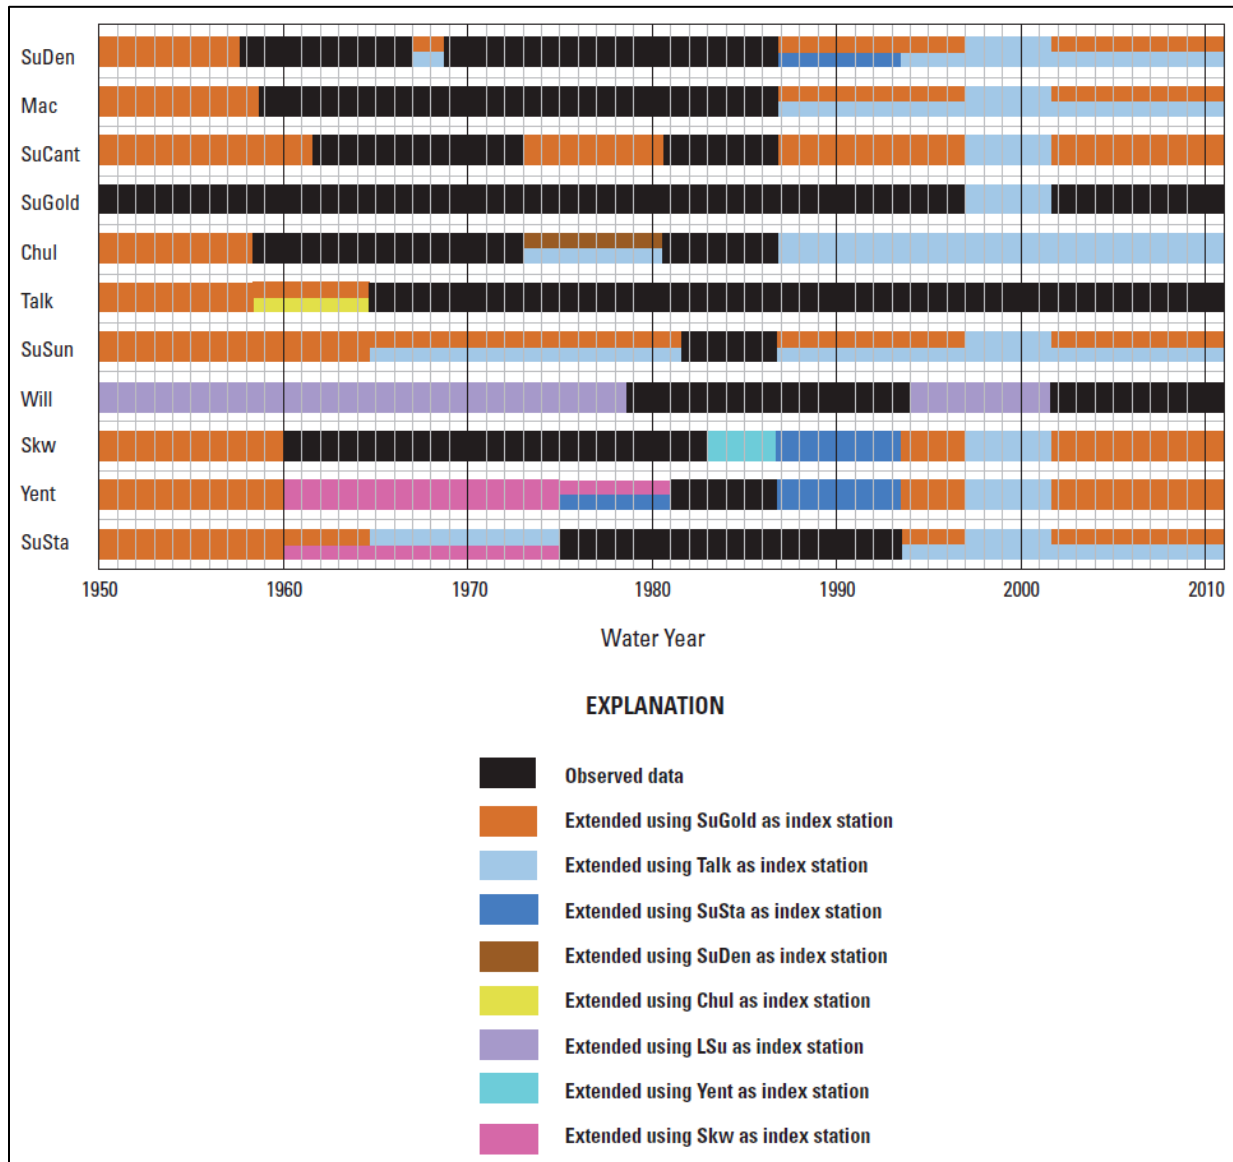 SuDen
Mac
SuCant
SuGold
Chul
Talk
SuSun
Will
Skw
Yent
SuSta
1950 1960 1970 1980 1990 2000 2010
Water Year
EXPLANATION
Observed data
Extended using SuGold as index station
Extended using Talk as index station
Extended using SuSta as index station
Extended using SuDen as index station
Extended using Chul as index station
Extended using LSu as index station
Extended using Yent as index station
Extended using Skw as index station